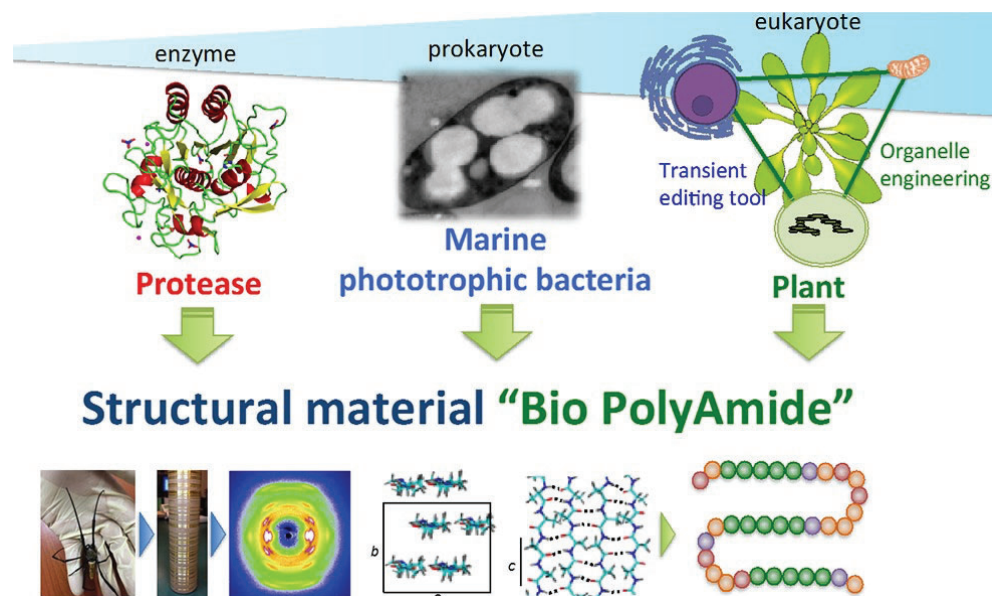 enzyme
prokaryote
eukaryote
Transient
editing tool
Organelle
engineering
Protease
Marine
phototrophic bacteria
Plant
Structural material “Bio PolyAmide”
b
c